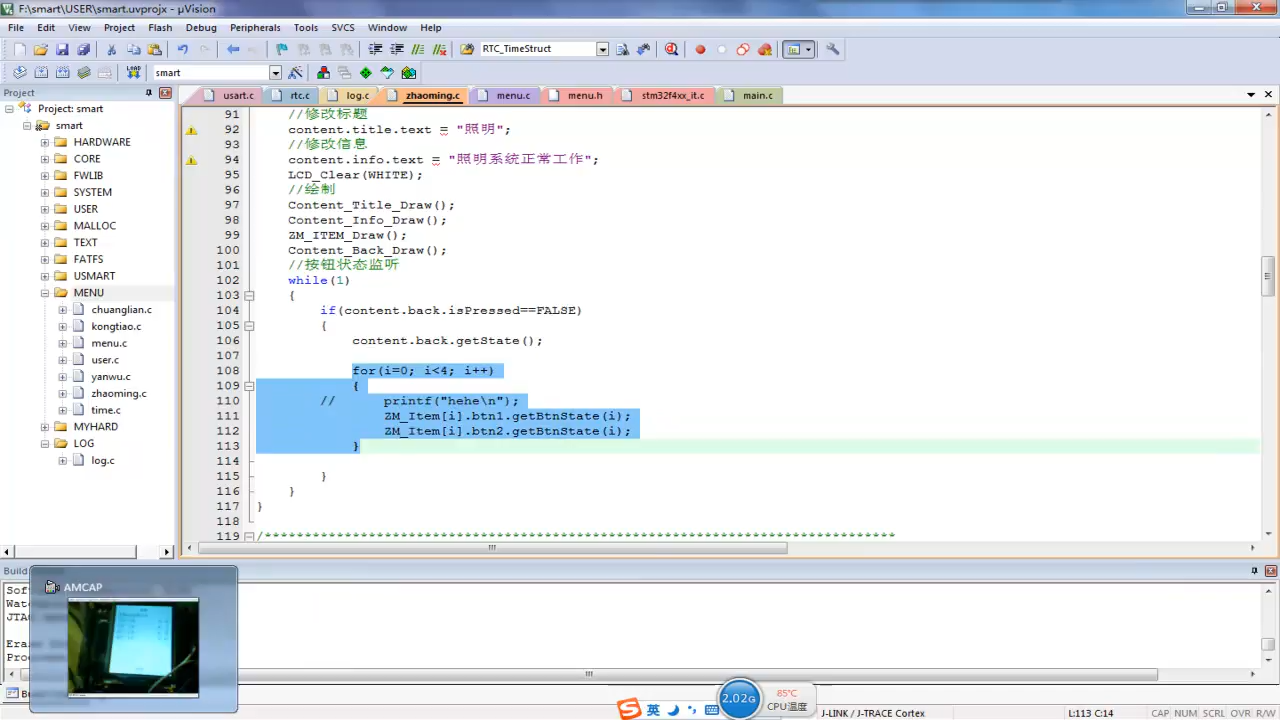 F:\smart\USER\smart.uvprojx - µVision
File Edit View Project Flash Debug Peripherals Tools SVCS Window Help
RTC_TimeStruct
LOAD smart
Project
usart.c rtc.c log.c zhaoming.c menu.c menu.h stm32f4xx_it.c main.c
Project: smart
smart
HARDWARE
CORE
FWLIB
SYSTEM
USER
MALLOC
TEXT
FATFS
USMART
MENU
chuanglian.c
kongtiao.c
menu.c
user.c
yanwu.c
zhaoming.c
time.c
MYHARD
LOG
log.c
91 //修改标题
92 content.title.text = "照明";
93 //修改信息
94 content.info.text = "照明系统正常工作";
95 LCD_Clear(WHITE);
96 //绘制
97 Content_Title_Draw();
98 Content_Info_Draw();
99 ZM_ITEM_Draw();
100 Content_Back_Draw();
101 //按钮状态监听
102 while(1)
103 {
104 if(content.back.isPressed==FALSE)
105 {
106 content.back.getState();
107
108 for(i=0; i<4; i++)
109 {
110 // printf("hehe\n");
111 ZM_Item[i].btn1.getBtnState(i);
112 ZM_Item[i].btn2.getBtnState(i);
113 }
114
115 }
116 }
117 }
118
119 /*******************************************************************************
AMCAP
英
2.02G
85℃
CPU温度
J-LINK / J-TRACE Cortex
L:113 C:14
CAP NUM SCRL OVR R/W